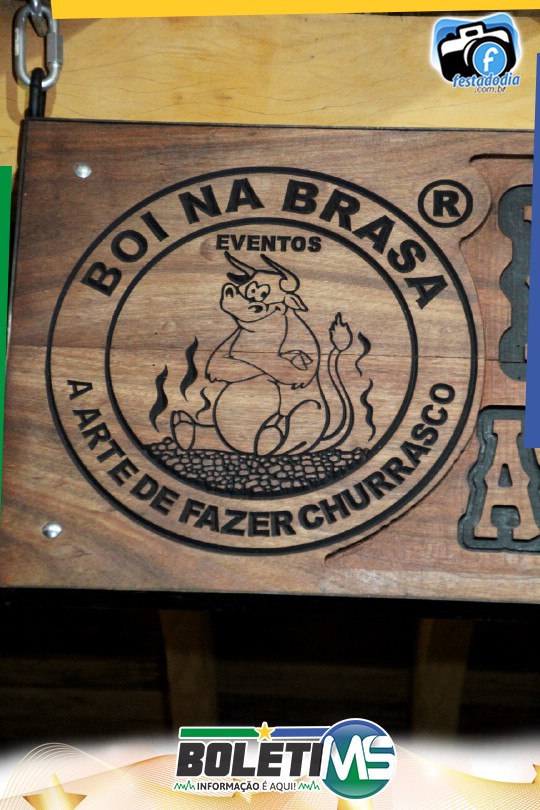 f
festadodia
.com.br
BOI NA BRASA
®
EVENTOS
A ARTE DE FAZER CHURRASCO
A
BOLETIMS
INFORMAÇÃO É AQUI!